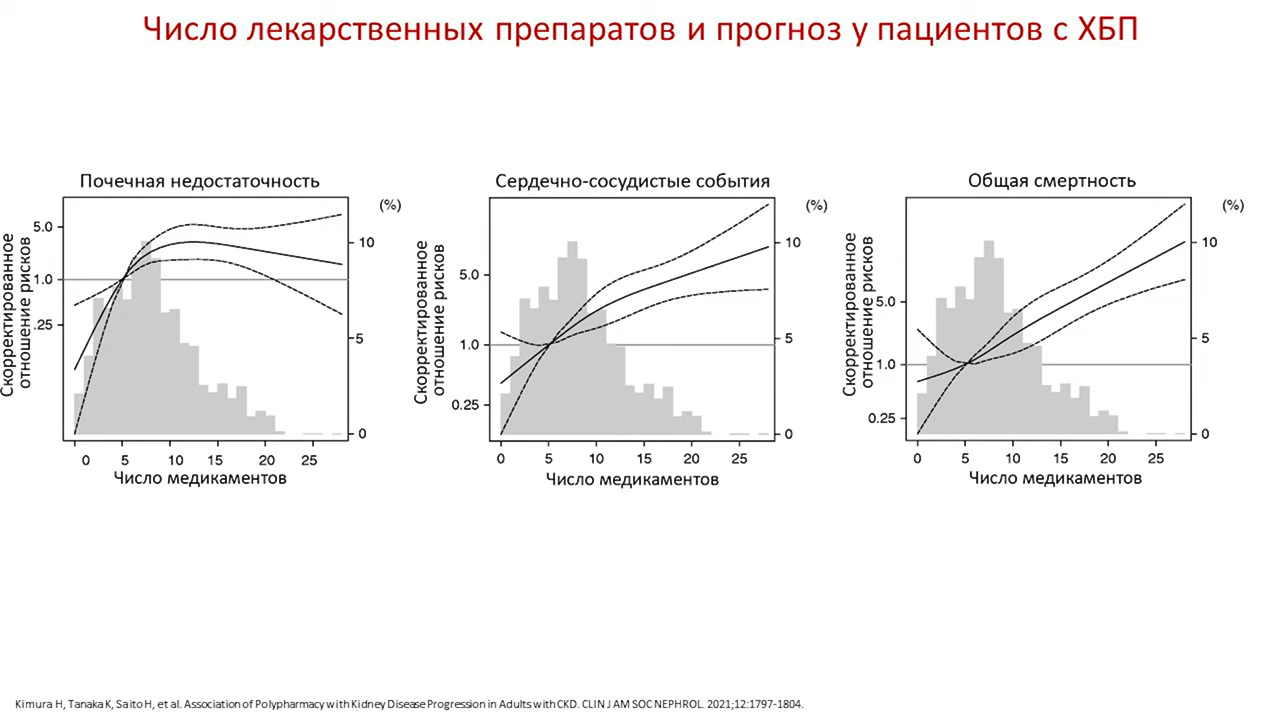 Число лекарственных препаратов и прогноз у пациентов с ХБП
Почечная недостаточность
(%)
Скорректированное
отношение рисков
5.0
1.0
.25
10
5
0
0 5 10 15 20 25
Число медикаментов
Сердечно-сосудистые события
(%)
Скорректированное
отношение рисков
5.0
1.0
0.25
10
5
0
0 5 10 15 20 25
Число медикаментов
Общая смертность
(%)
Скорректированное
отношение рисков
5.0
1.0
0.25
10
5
0
0 5 10 15 20 25
Число медикаментов
Kimura H, Tanaka K, Saito H, et al. Association of Polypharmacy with Kidney Disease Progression in Adults with CKD. CLIN J AM SOC NEPHROL. 2021;12:1797-1804.